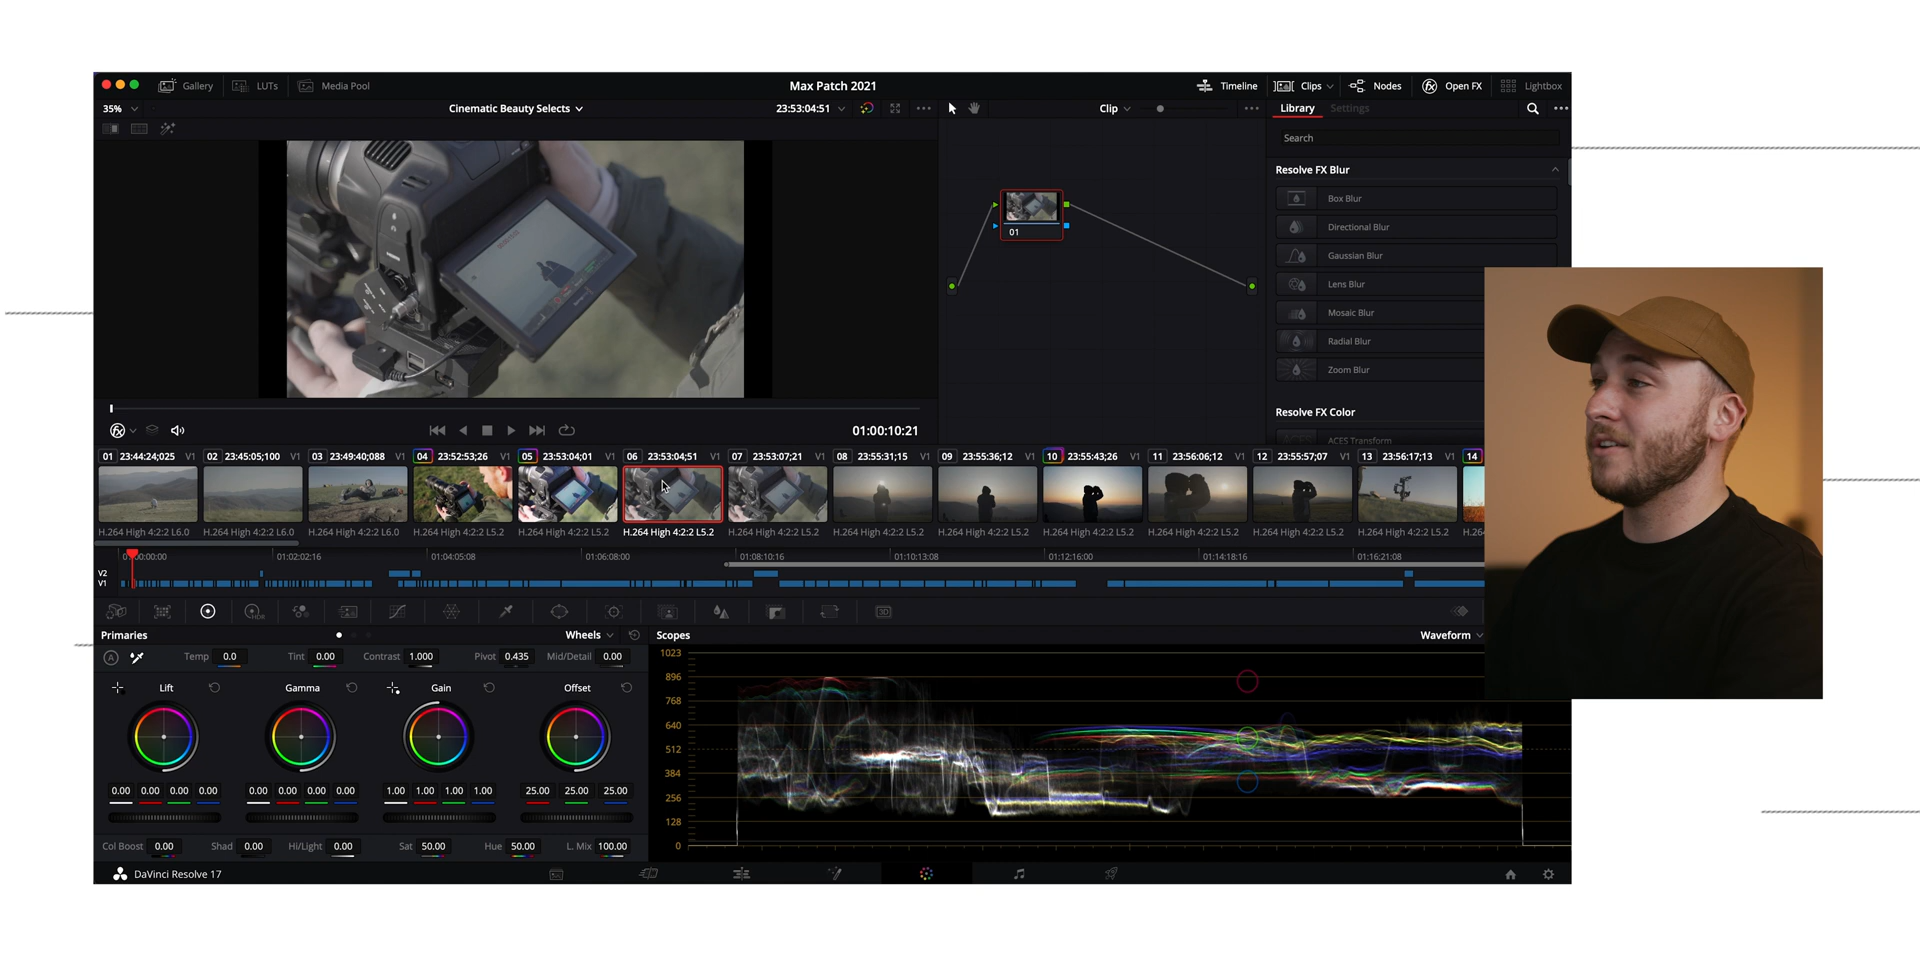 Gallery LUTs Media Pool Max Patch 2021 Timeline Clips Nodes Open FX Lightbox
35% Cinematic Beauty Selects 23:53:04:51 Clip Library Settings
Search
Resolve FX Blur
Box Blur
Directional Blur
Gaussian Blur
Lens Blur
Mosaic Blur
Radial Blur
Zoom Blur
Resolve FX Color
ACES Transform
01
01:00:10:21
01 23:44:24;025 V1 02 23:45:05;100 V1 03 23:49:40;088 V1 04 23:52:53;26 V1 05 23:53:04;01 V1 06 23:53:04;51 V1 07 23:53:07;21 V1 08 23:55:31;15 V1 09 23:55:36;12 V1 10 23:55:43;26 V1 11 23:56:06;12 V1 12 23:55:57;07 V1 13 23:56:17;13 V1 14
H.264 High 4:2:2 L6.0 H.264 High 4:2:2 L6.0 H.264 High 4:2:2 L6.0 H.264 High 4:2:2 L5.2 H.264 High 4:2:2 L5.2 H.264 High 4:2:2 L5.2 H.264 High 4:2:2 L5.2 H.264 High 4:2:2 L5.2 H.264 High 4:2:2 L5.2 H.264 High 4:2:2 L5.2 H.264 High 4:2:2 L5.2 H.264 High 4:2:2 L5.2 H.264 High 4:2:2 L5.2 H.26
01:02:02:16 01:04:05:08 01:06:08:00 01:08:10:16 01:10:13:08 01:12:16:00 01:14:18:16 01:16:21:08
V2
V1
HDR 3D
Primaries Wheels Scopes Waveform
A Temp 0.0 Tint 0.00 Contrast 1.000 Pivot 0.435 Mid/Detail 0.00
Lift Gamma Gain Offset
0.00 0.00 0.00 0.00 0.00 0.00 0.00 0.00 1.00 1.00 1.00 1.00 25.00 25.00 25.00
Col Boost 0.00 Shad 0.00 Hi/Light 0.00 Sat 50.00 Hue 50.00 L. Mix 100.00
1023
896
768
640
512
384
256
128
0
DaVinci Resolve 17